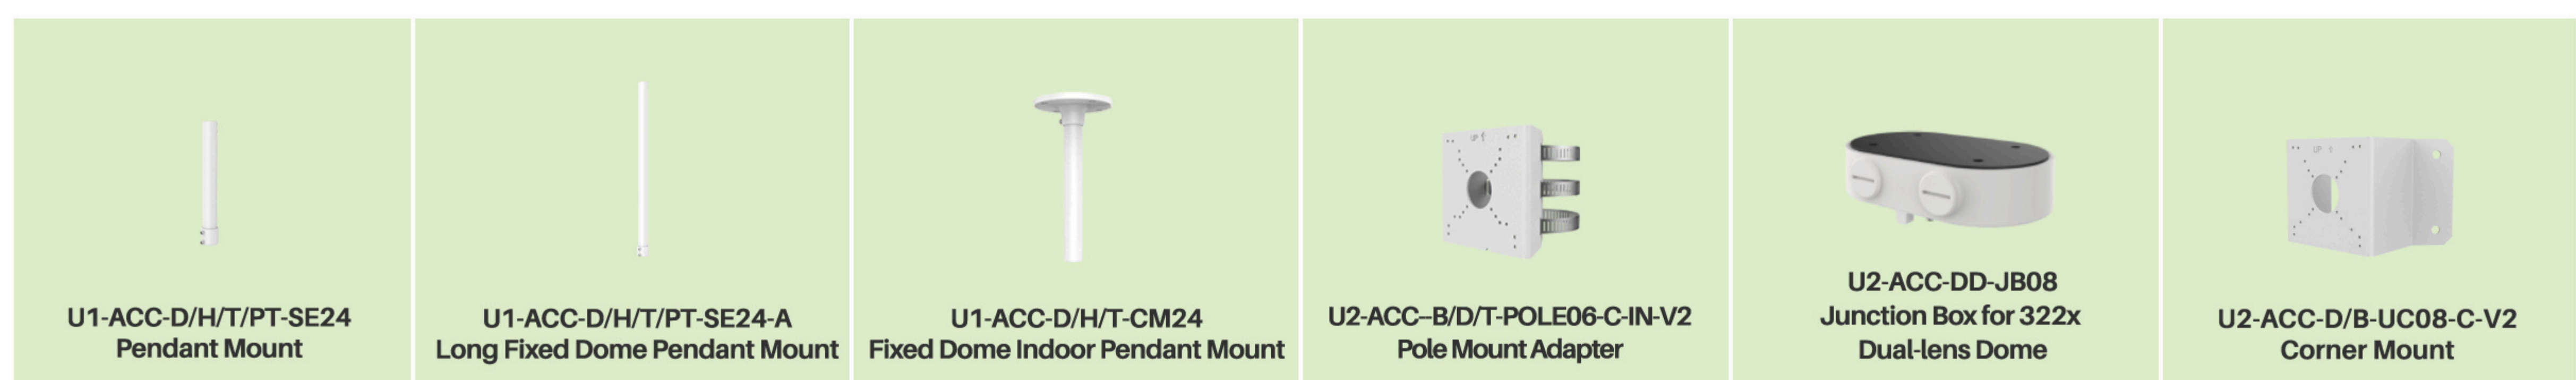 U1-ACC-D/H/T/PT-SE24
Pendant Mount
U1-ACC-D/H/T/PT-SE24-A
Long Fixed Dome Pendant Mount
U1-ACC-D/H/T-CM24
Fixed Dome Indoor Pendant Mount
UP
U2-ACC--B/D/T-POLE06-C-IN-V2
Pole Mount Adapter
U2-ACC-DD-JB08
Junction Box for 322x
Dual-lens Dome
UP
U2-ACC-D/B-UC08-C-V2
Corner Mount